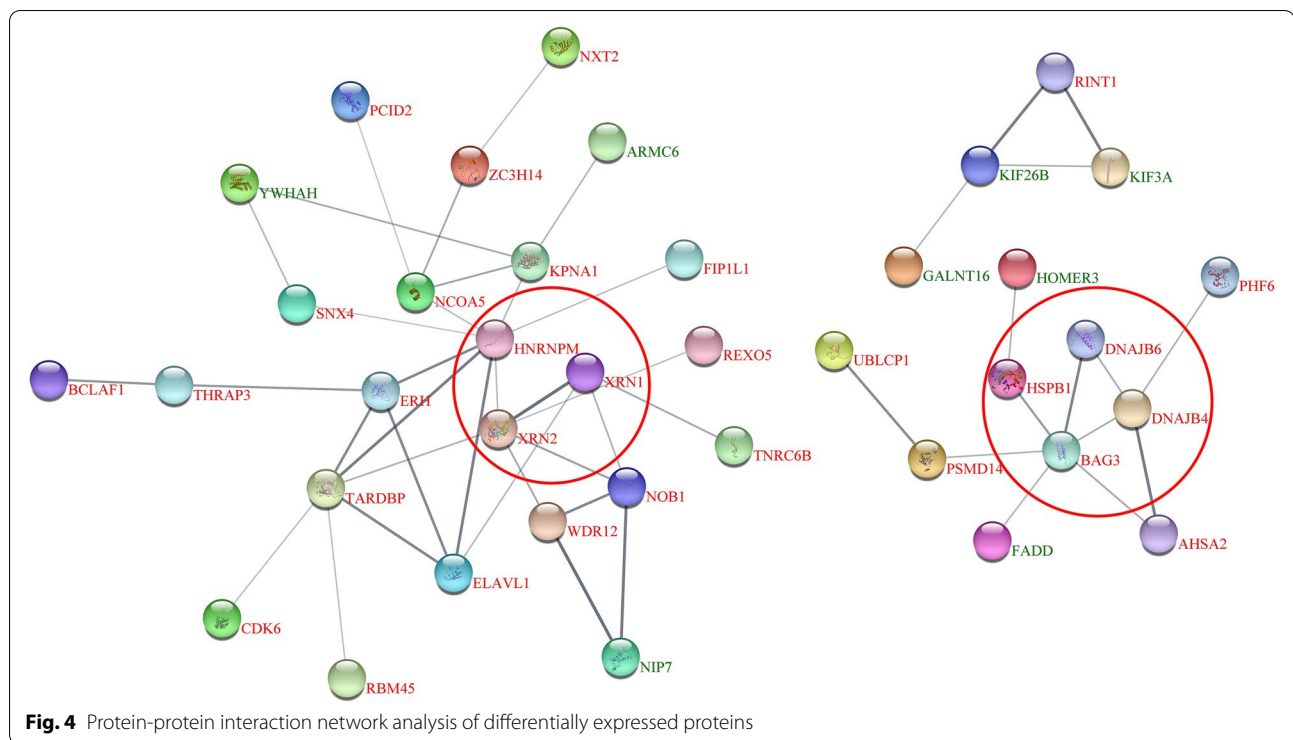 NXT2
RINT1
PCID2
ARMC6
ZC3H14
KIF26B
KIF3A
YWHAH
KPNA1
FIP1L1
GALNT16
HOMER3
PHF6
NCOA5
SNX4
HNRNPM
REXO5
UBLCP1
DNAJB6
XRN1
HSPB1
BCLAF1
THRAP3
ERH
DNAJB4
XRN2
TNRC6B
BAG3
PSMD14
TARDBP
NOB1
WDR12
FADD
AHSA2
ELAVL1
CDK6
NIP7
RBM45
Fig. 4 Protein-protein interaction network analysis of differentially expressed proteins